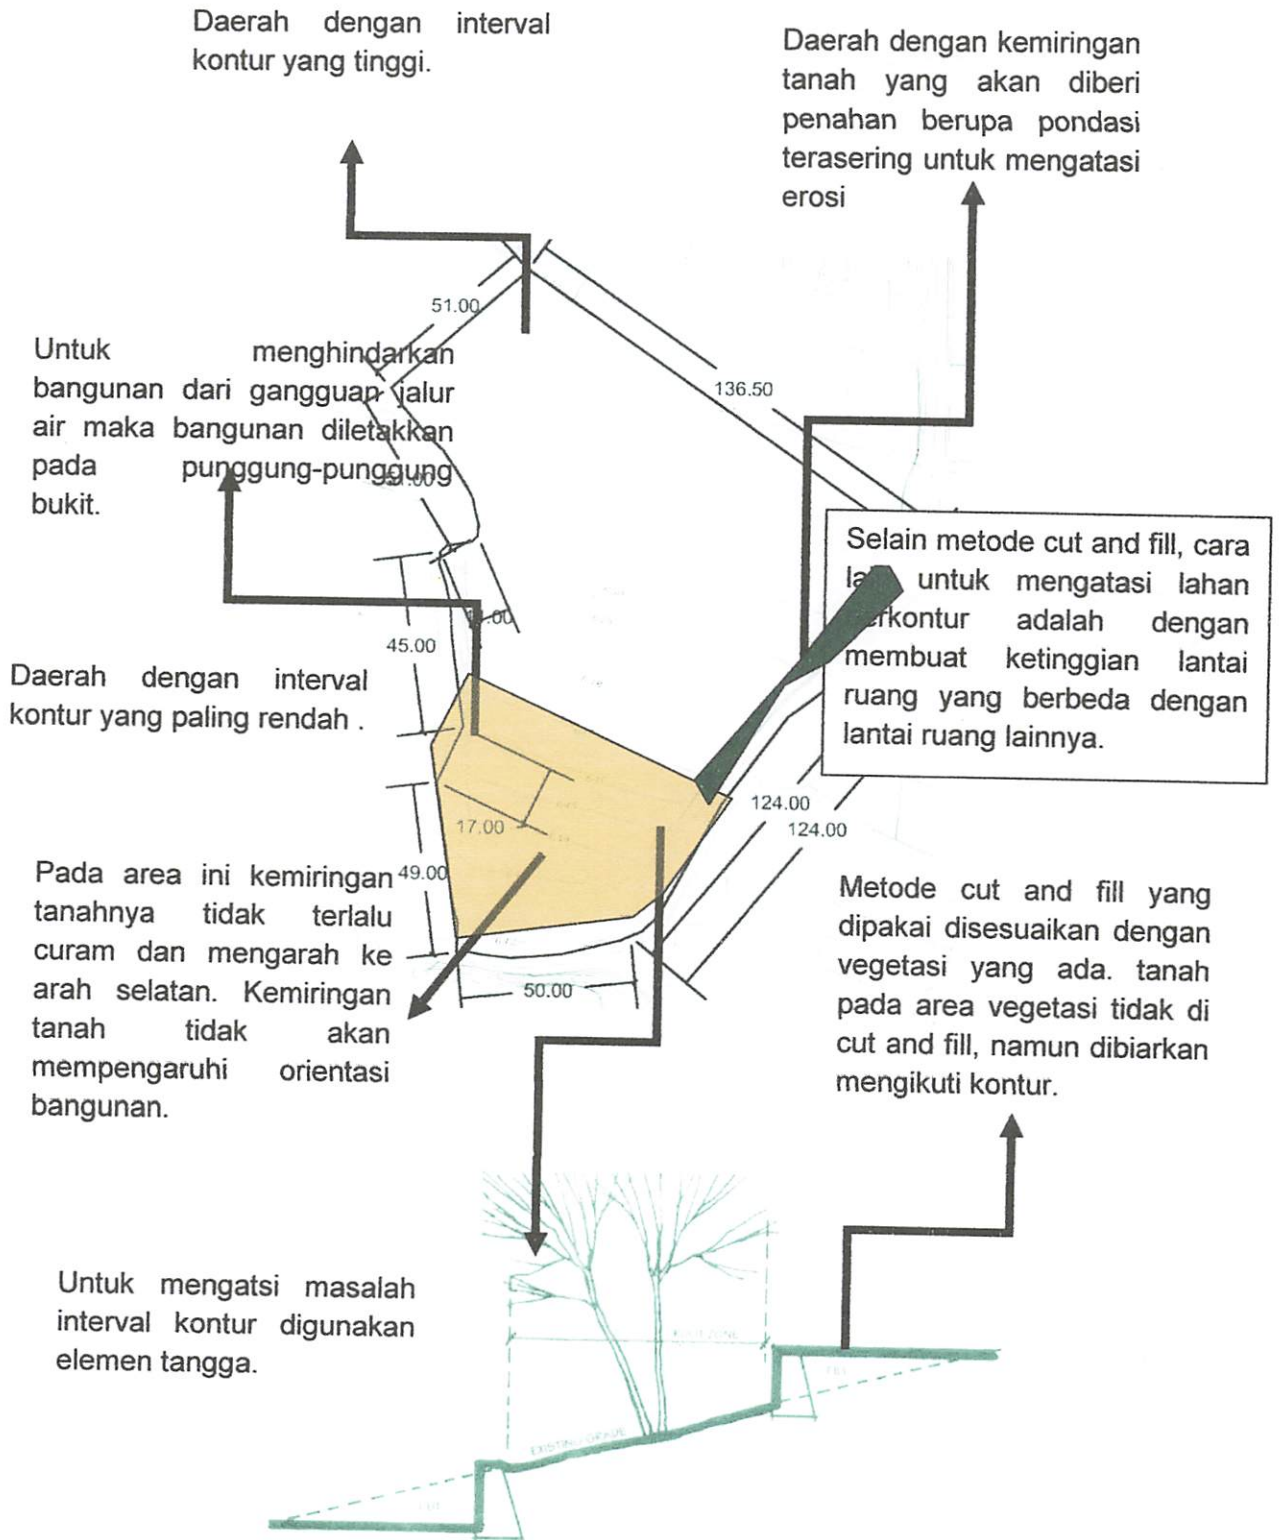 Daerah dengan interval
kontur yang tinggi.
Daerah dengan kemiringan
tanah yang akan diberi
penahan berupa pondasi
terasering untuk mengatasi
erosi
51.00
136.50
Untuk menghindarkan
bangunan dari gangguan jalur
air maka bangunan diletakkan
pada punggung-punggung
bukit.
Selain metode cut and fill, cara
untuk mengatasi lahan
adalah dengan
membuat ketinggian lantai
ruang yang berbeda dengan
lantai ruang lainnya.
45.00
Daerah dengan interval
kontur yang paling rendah .
17.00
124.00
124.00
49.00
50.00
Pada area ini kemiringan
tanahnya tidak terlalu
curam dan mengarah ke
arah selatan. Kemiringan
tanah tidak akan
mempengaruhi orientasi
bangunan.
Metode cut and fill yang
dipakai disesuaikan dengan
vegetasi yang ada. tanah
pada area vegetasi tidak di
cut and fill, namun dibiarkan
mengikuti kontur.
Untuk mengatsi masalah
interval kontur digunakan
elemen tangga.
ROOT ZONE
EXISTING GRADE
FILL
CUT